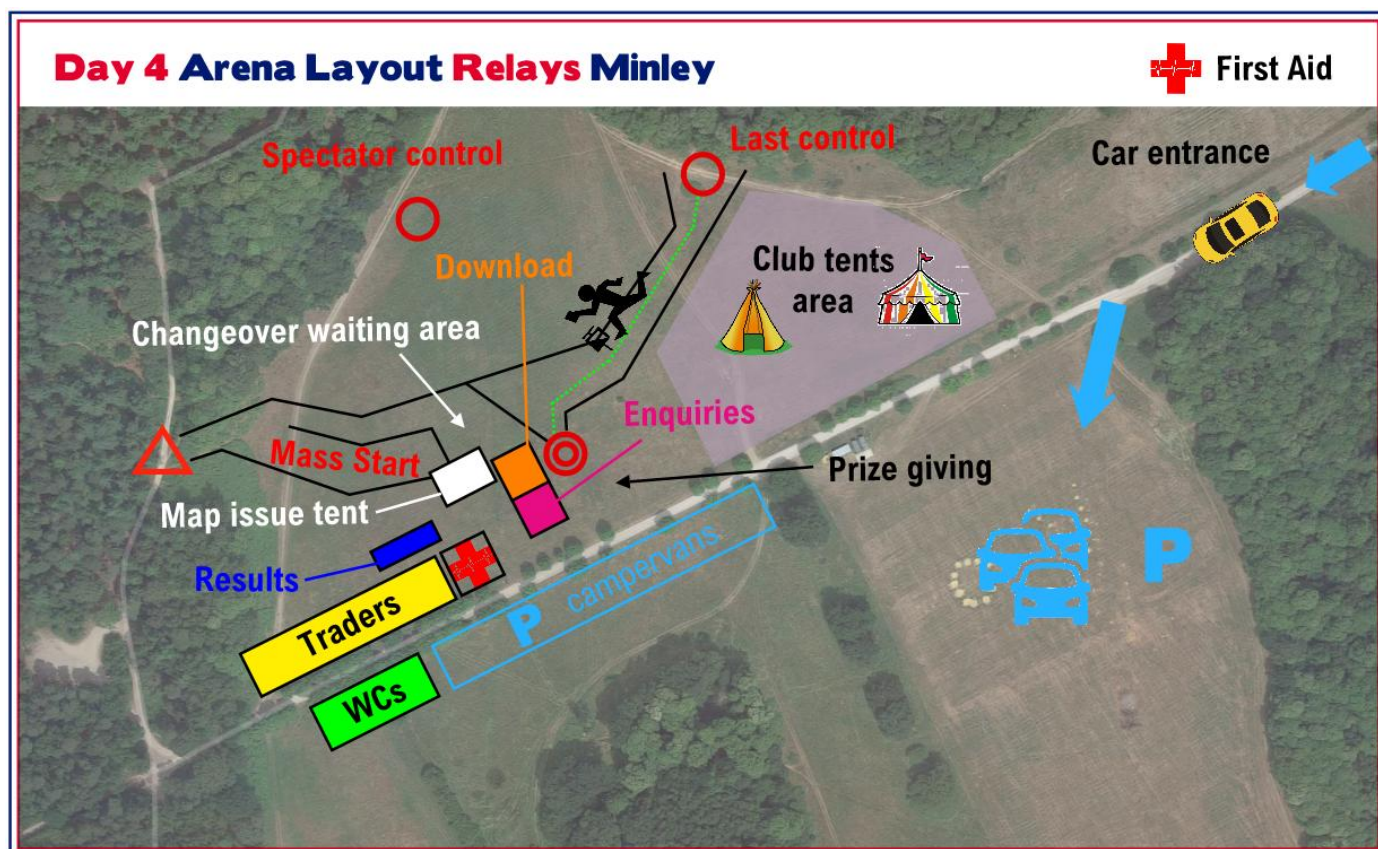 Day 4 Arena Layout Relays Minley
First Aid
Spectator control
Last control
Car entrance
Download
Club tents
area
Changeover waiting area
Enquiries
Mass Start
Prize giving
Map issue tent
Results
Traders
P campervans
P
WCs